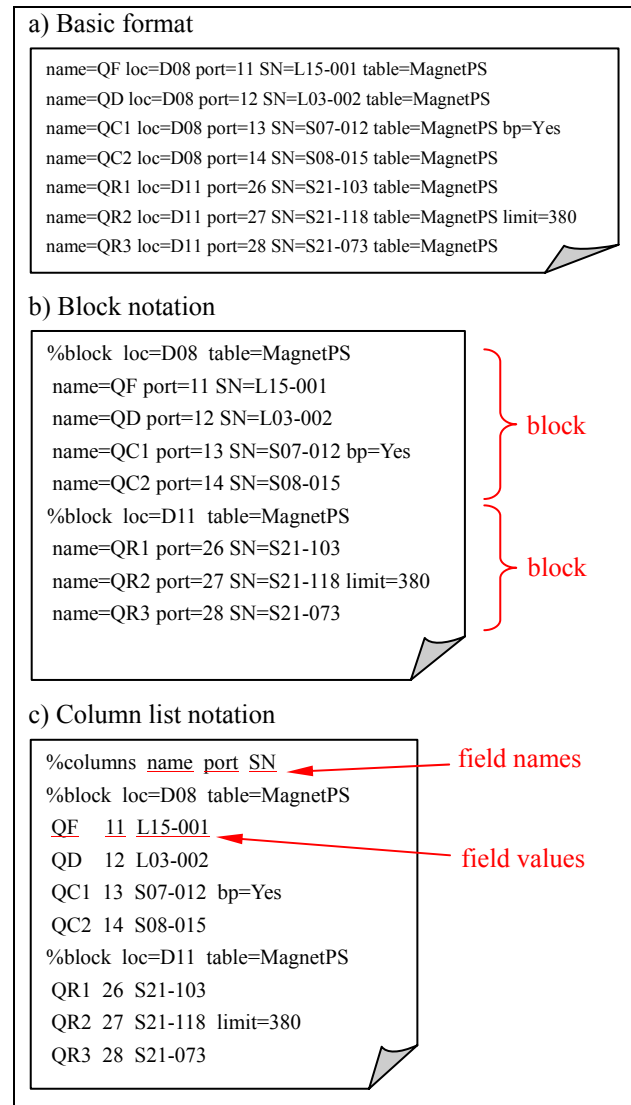 a) Basic format
name=QF loc=D08 port=11 SN=L15-001 table=MagnetPS
name=QD loc=D08 port=12 SN=L03-002 table=MagnetPS
name=QC1 loc=D08 port=13 SN=S07-012 table=MagnetPS bp=Yes
name=QC2 loc=D08 port=14 SN=S08-015 table=MagnetPS
name=QR1 loc=D11 port=26 SN=S21-103 table=MagnetPS
name=QR2 loc=D11 port=27 SN=S21-118 table=MagnetPS limit=380
name=QR3 loc=D11 port=28 SN=S21-073 table=MagnetPS
b) Block notation
%block loc=D08 table=MagnetPS
name=QF port=11 SN=L15-001
name=QD port=12 SN=L03-002
name=QC1 port=13 SN=S07-012 bp=Yes
name=QC2 port=14 SN=S08-015
block
%block loc=D11 table=MagnetPS
name=QR1 port=26 SN=S21-103
name=QR2 port=27 SN=S21-118 limit=380
name=QR3 port=28 SN=S21-073
block
c) Column list notation
%columns name port SN
field names
%block loc=D08 table=MagnetPS
QF 11 L15-001
field values
QD 12 L03-002
QC1 13 S07-012 bp=Yes
QC2 14 S08-015
%block loc=D11 table=MagnetPS
QR1 26 S21-103
QR2 27 S21-118 limit=380
QR3 28 S21-073